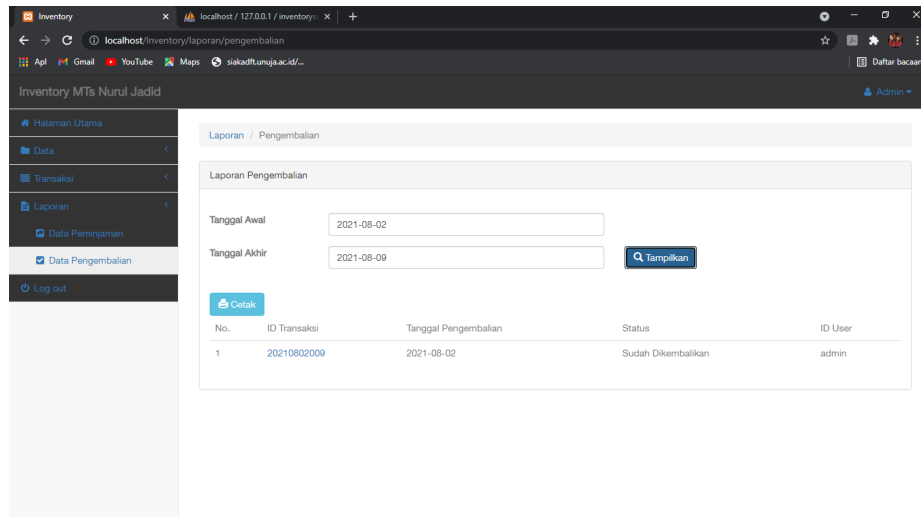 Inventory
localhost / 127.0.0.1 / inventorys
localhost/Inventory/laporan/pengembalian
Apl Gmail YouTube Maps siakadft.unuja.ac.id/... Daftar bacaan
Inventory MTs Nurul Jadid Admin
Halaman Utama
Data
Transaksi
Laporan
Data Peminjaman
Data Pengembalian
Log out
Laporan / Pengembalian
Laporan Pengembalian
Tanggal Awal 2021-08-02
Tanggal Akhir 2021-08-09 Tampilkan
Cetak
No. ID Transaksi Tanggal Pengembalian Status ID User
1 20210802009 2021-08-02 Sudah Dikembalikan admin